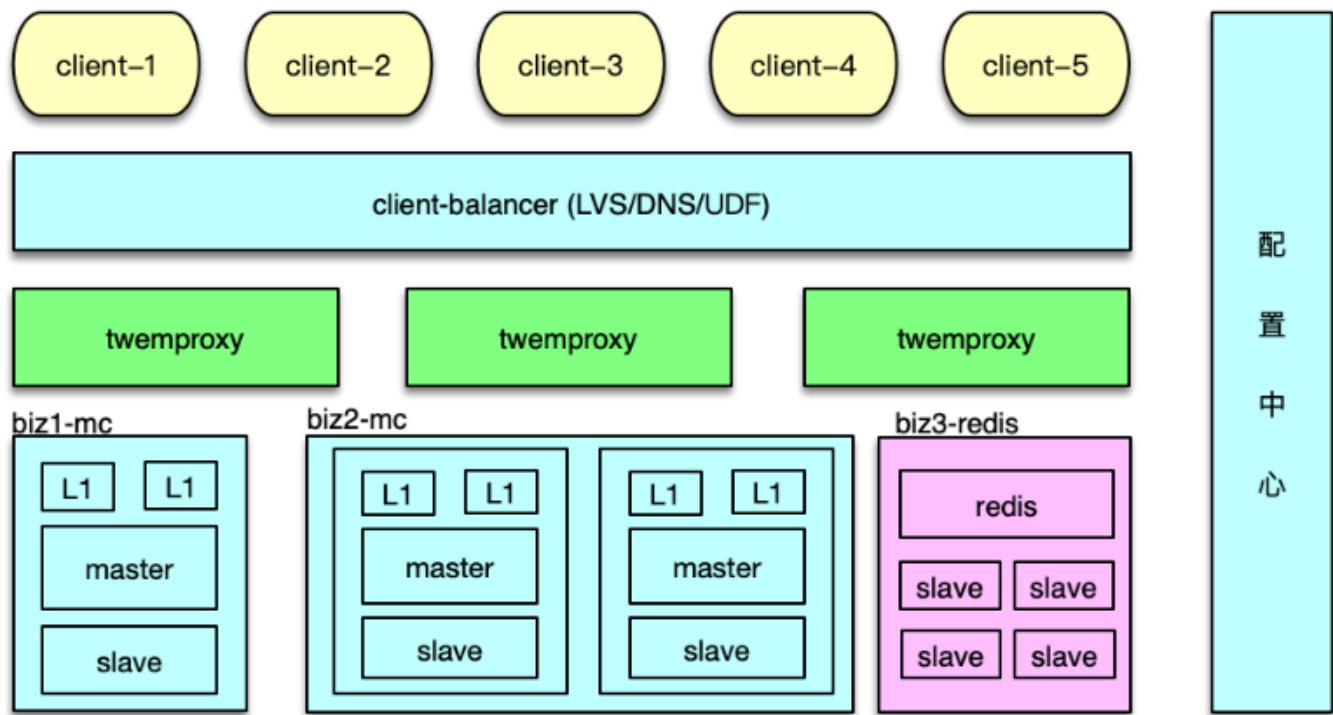 client–1
client–2
client–3
client–4
client–5
client-balancer (LVS/DNS/UDF)
twemproxy
twemproxy
twemproxy
biz1-mc
L1
L1
master
slave
biz2-mc
L1
L1
master
slave
L1
L1
master
slave
biz3-redis
redis
slave
slave
slave
slave
配
置
中
心